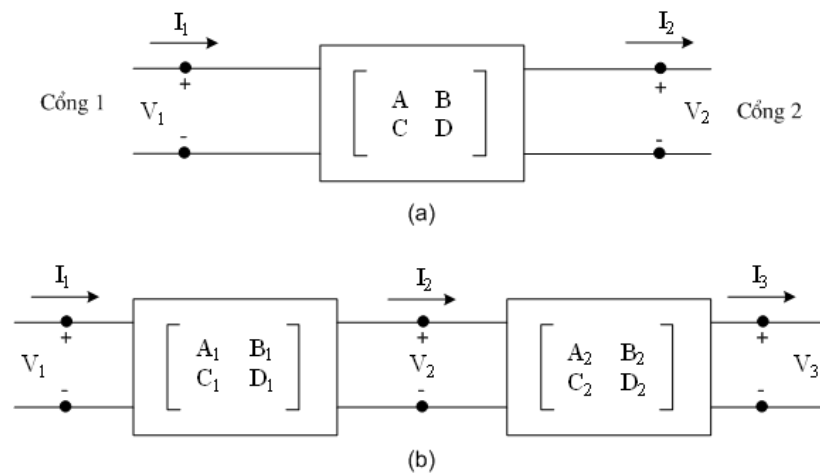 I₁ I₂
+ +
Cổng 1 V₁ A B V₂ Cổng 2
C D
- -
(a)
I₁ I₂ I₃
+ + +
V₁ A₁ B₁ V₂ A₂ B₂ V₃
C₁ D₁ C₂ D₂
- - -
(b)